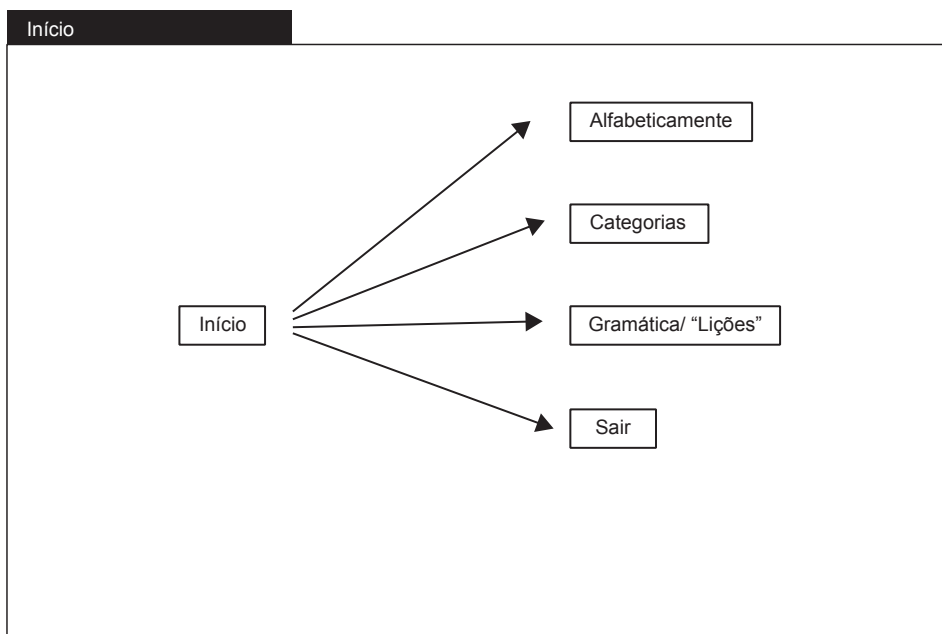 Início
Alfabeticamente
Categorias
Início
Gramática/ “Lições”
Sair